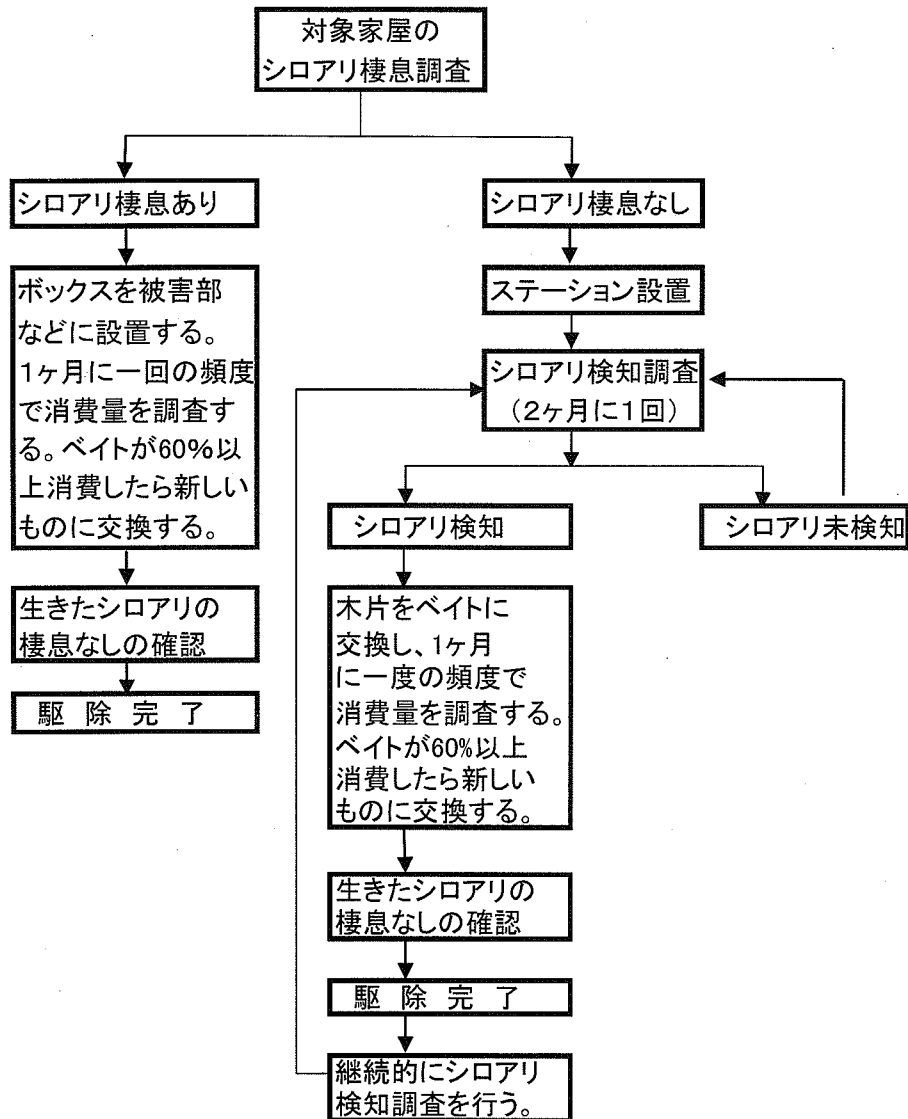 対象家屋の
シロアリ棲息調査
シロアリ棲息あり
ボックスを被害部
などに設置する。
1ヶ月に一回の頻度
で消費量を調査す
る。ベイトが60%以
上消費したら新しい
ものに交換する。
生きたシロアリの
棲息なしの確認
駆除完了
シロアリ棲息なし
ステーション設置
シロアリ検知調査
(2ヶ月に1回)
シロアリ検知
シロアリ未検知
木片をベイトに
交換し、1ヶ月
に一度の頻度で
消費量を調査する。
ベイトが60%以上
消費したら新しい
ものに交換する。
生きたシロアリの
棲息なしの確認
駆除完了
継続的にシロアリ
検知調査を行う。